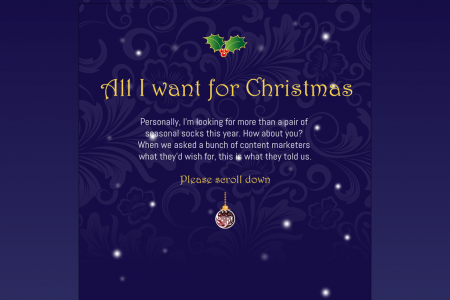 All I want for Christmas
Personally, I'm looking for more than a pair of
seasonal socks this year. How about you?
When we asked a bunch of content marketers
what they'd wish for, this is what they told us.
Please scroll down